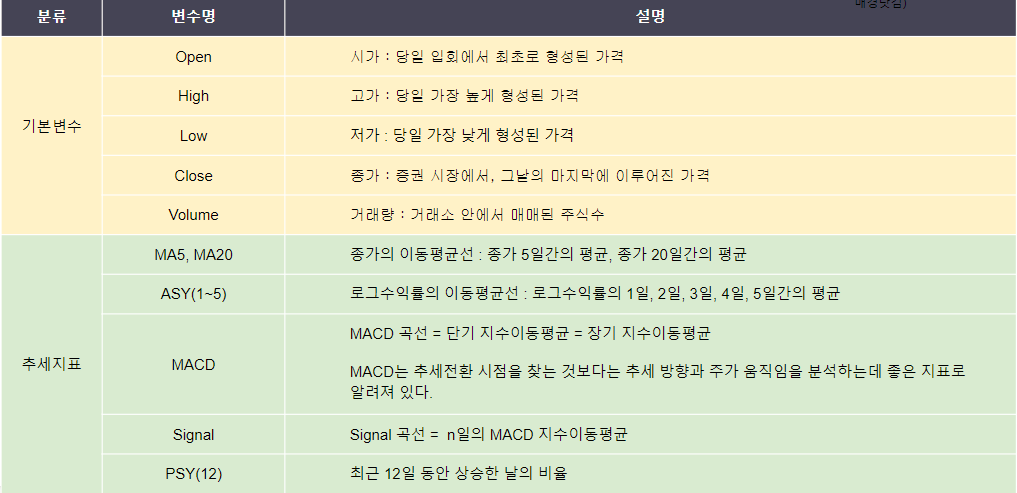 매경닷컴)
분류 변수명 설명
기본변수
Open 시가 : 당일 입회에서 최초로 형성된 가격
High 고가 : 당일 가장 높게 형성된 가격
Low 저가 : 당일 가장 낮게 형성된 가격
Close 종가 : 증권 시장에서, 그날의 마지막에 이루어진 가격
Volume 거래량 : 거래소 안에서 매매된 주식수
추세지표
MA5, MA20 종가의 이동평균선 : 종가 5일간의 평균, 종가 20일간의 평균
ASY(1~5) 로그수익률의 이동평균선 : 로그수익률의 1일, 2일, 3일, 4일, 5일간의 평균
MACD MACD 곡선 = 단기 지수이동평균 = 장기 지수이동평균
MACD는 추세전환 시점을 찾는 것보다는 추세 방향과 주가 움직임을 분석하는데 좋은 지표로
알려져 있다.
Signal Signal 곡선 = n일의 MACD 지수이동평균
PSY(12) 최근 12일 동안 상승한 날의 비율